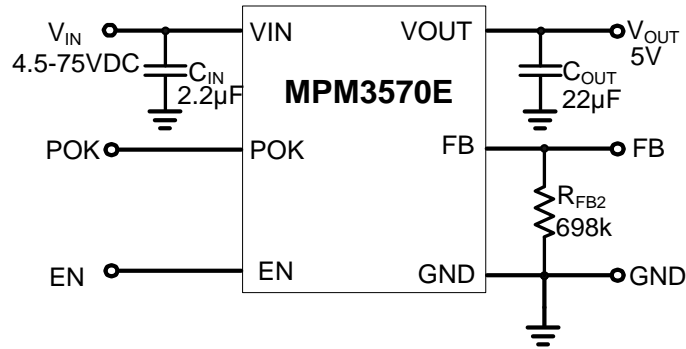 VIN
4.5-75VDC
CIN
2.2µF
VIN
VOUT
MPM3570E
VOUT
5V
COUT
22µF
POK
POK
FB
FB
RFB2
698k
EN
EN
GND
GND